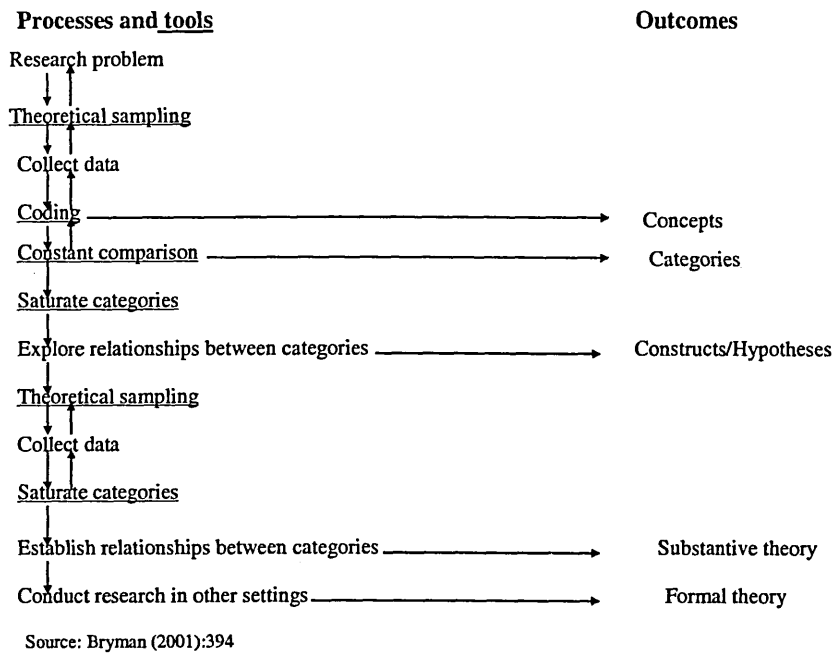 Processes and tools Outcomes
Research problem
Theoretical sampling
Collect data
Coding Concepts
Constant comparison Categories
Saturate categories
Explore relationships between categories Constructs/Hypotheses
Theoretical sampling
Collect data
Saturate categories
Establish relationships between categories Substantive theory
Conduct research in other settings Formal theory
Source: Bryman (2001):394